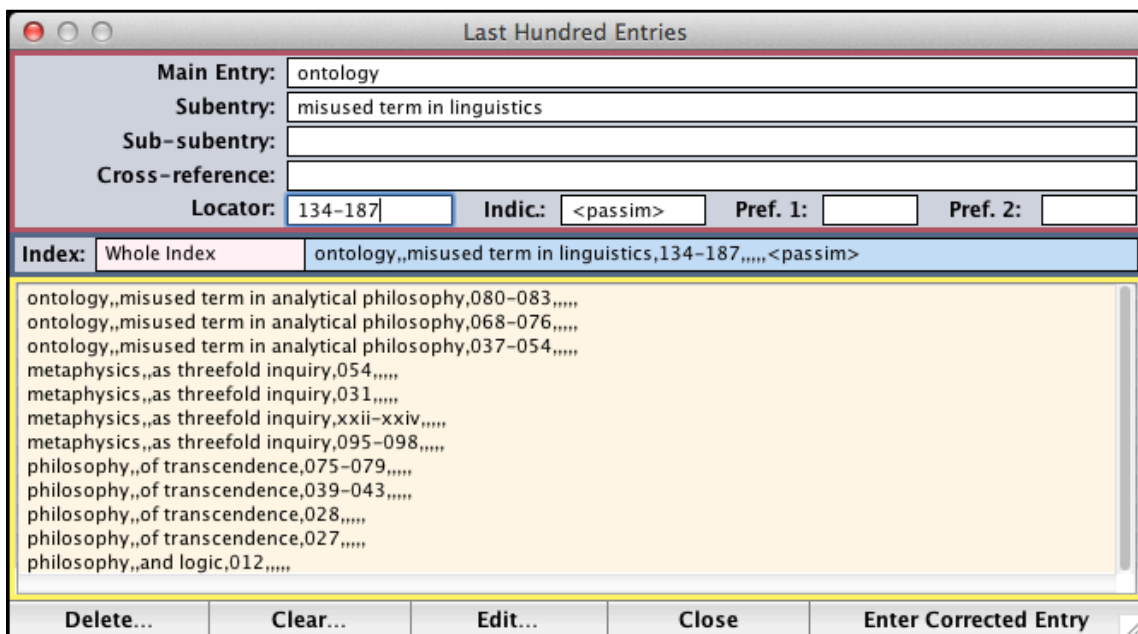 Last Hundred Entries
Main Entry: ontology
Subentry: misused term in linguistics
Sub-subentry:
Cross-reference:
Locator: 134-187 Indic.: <passim> Pref. 1: Pref. 2:
Index: Whole Index ontology,,misused term in linguistics,134-187,,,,,<passim>
ontology,,misused term in analytical philosophy,080-083,,,,,
ontology,,misused term in analytical philosophy,068-076,,,,,
ontology,,misused term in analytical philosophy,037-054,,,,,
metaphysics,,as threefold inquiry,054,,,,,
metaphysics,,as threefold inquiry,031,,,,,
metaphysics,,as threefold inquiry,xxii-xxiv,,,,,
metaphysics,,as threefold inquiry,095-098,,,,,
philosophy,,of transcendence,075-079,,,,,
philosophy,,of transcendence,039-043,,,,,
philosophy,,of transcendence,028,,,,,
philosophy,,of transcendence,027,,,,,
philosophy,,and logic,012,,,,,
Delete... Clear... Edit... Close Enter Corrected Entry